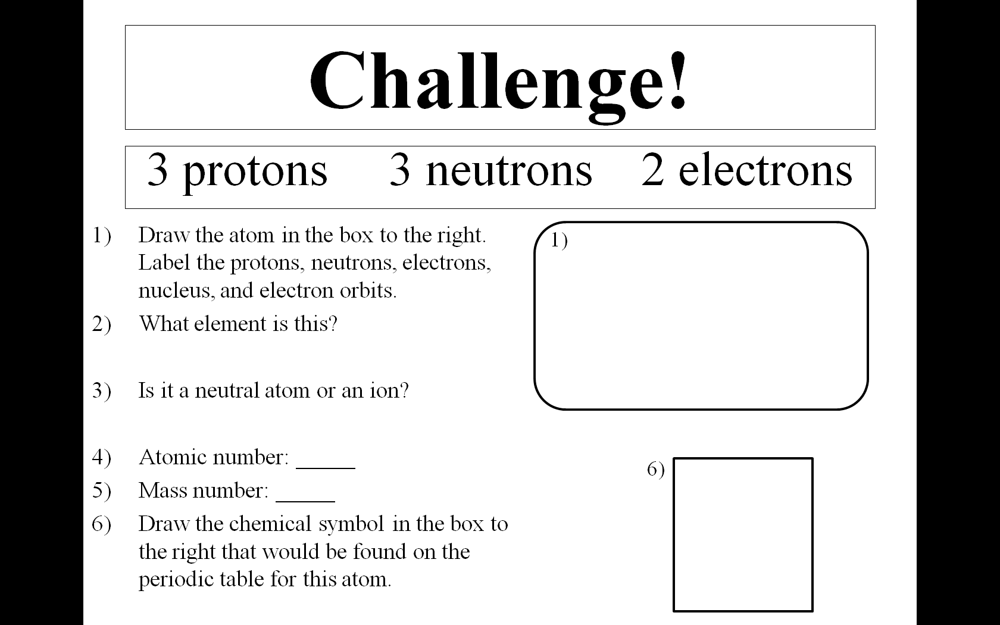 Challenge!
3 protons 3 neutrons 2 electrons
1) Draw the atom in the box to the right.
Label the protons, neutrons, electrons,
nucleus, and electron orbits.
2) What element is this?
3) Is it a neutral atom or an ion?
4) Atomic number: _____
5) Mass number: _____
6) Draw the chemical symbol in the box to
the right that would be found on the
periodic table for this atom.
1)
6)